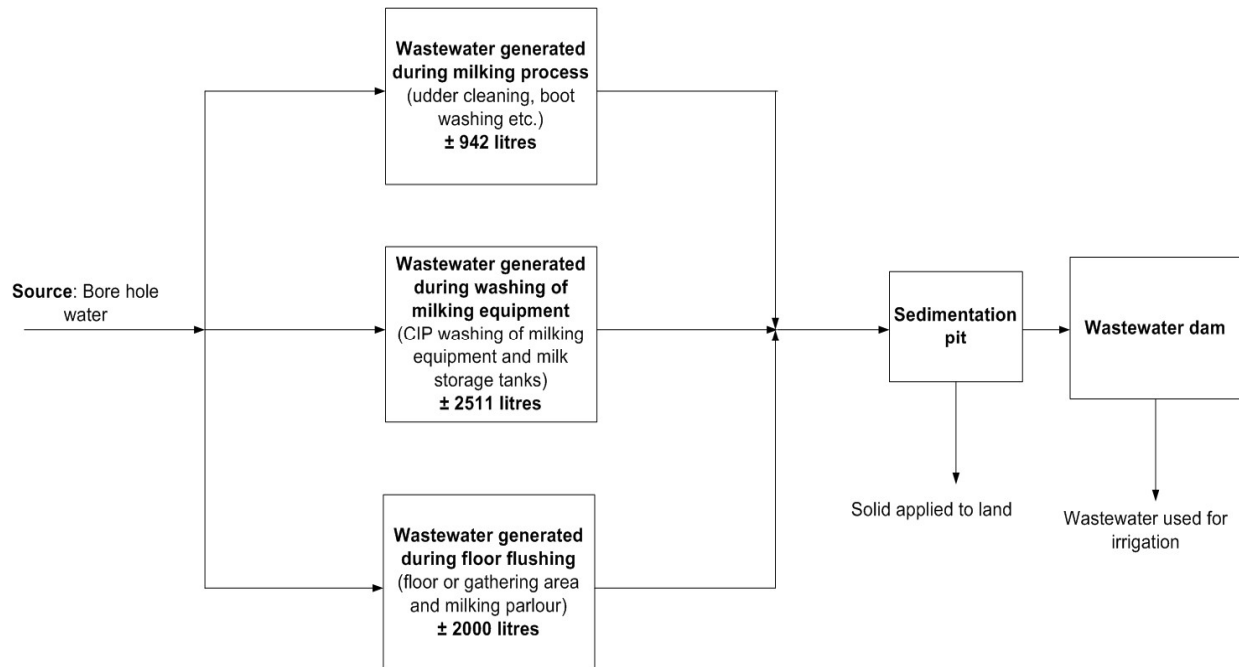 Wastewater generated
during milking process
(udder cleaning, boot
washing etc.)
± 942 litres
Source: Bore hole
water
Wastewater generated
during washing of
milking equipment
(CIP washing of milking
equipment and milk
storage tanks)
± 2511 litres
Wastewater generated
during floor flushing
(floor or gathering area
and milking parlour)
± 2000 litres
Sedimentation
pit
Wastewater dam
Solid applied to land
Wastewater used for
irrigation